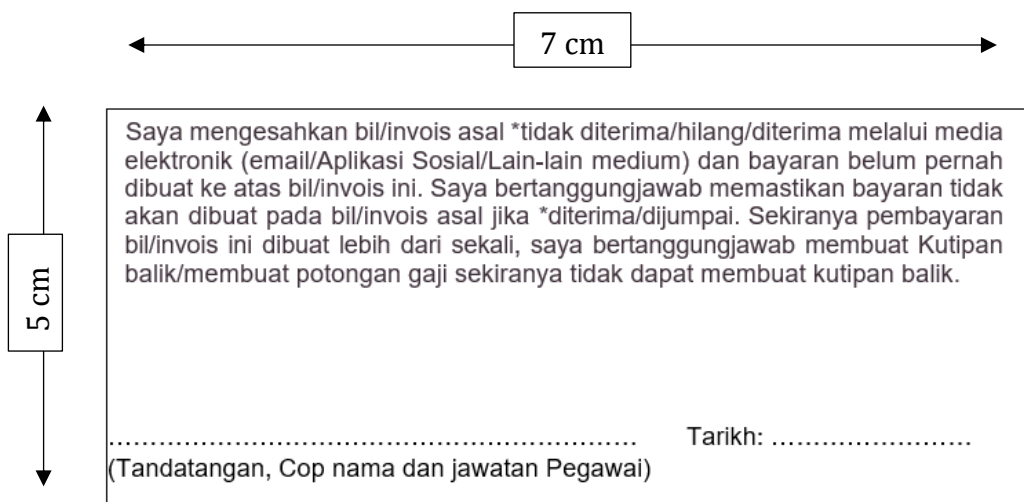 7 cm
5 cm
Saya mengesahkan bil/invois asal *tidak diterima/hilang/diterima melalui media
elektronik (email/Aplikasi Sosial/Lain-lain medium) dan bayaran belum pernah
dibuat ke atas bil/invois ini. Saya bertanggungjawab memastikan bayaran tidak
akan dibuat pada bil/invois asal jika *diterima/dijumpai. Sekiranya pembayaran
bil/invois ini dibuat lebih dari sekali, saya bertanggungjawab membuat Kutipan
balik/membuat potongan gaji sekiranya tidak dapat membuat kutipan balik.
…………………………………………………… Tarikh: ……………………
(Tandatangan, Cop nama dan jawatan Pegawai)